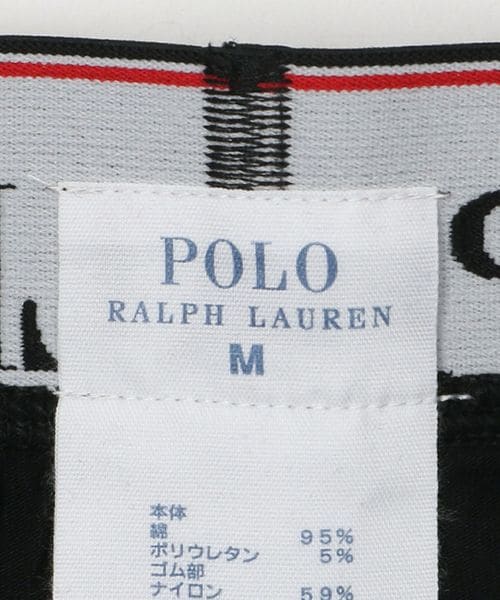 POLO
RALPH LAUREN
M
本体
綿 95%
ポリウレタン 5%
ゴム部
ナイロン 59%